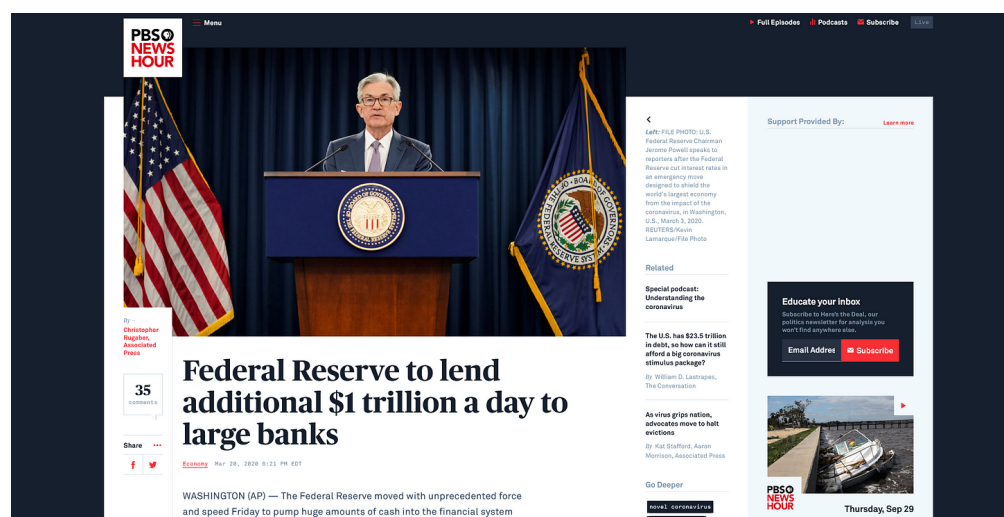 PBS
NEWS
HOUR
Menu
Full Episodes
Podcasts
Subscribe
Live
By —
Christopher
Rugaber,
Associated
Press
35
comments
Share
Federal Reserve to lend
additional $1 trillion a day to
large banks
Economy Mar 20, 2020 6:21 PM EDT
WASHINGTON (AP) — The Federal Reserve moved with unprecedented force
and speed Friday to pump huge amounts of cash into the financial system
Left: FILE PHOTO: U.S.
Federal Reserve Chairman
Jerome Powell speaks to
reporters after the Federal
Reserve cut interest rates in
an emergency move
designed to shield the
world's largest economy
from the impact of the
coronavirus, in Washington,
U.S., March 3, 2020.
REUTERS/Kevin
Lamarque/File Photo
Related
Special podcast:
Understanding the
coronavirus
The U.S. has $23.5 trillion
in debt, so how can it still
afford a big coronavirus
stimulus package?
By William D. Lastrapes,
The Conversation
As virus grips nation,
advocates move to halt
evictions
By Kat Stafford, Aaron
Morrison, Associated Press
Go Deeper
novel coronavirus
Support Provided By:
Learn more
Educate your inbox
Subscribe to Here's the Deal, our
politics newsletter for analysis you
won't find anywhere else.
Email Addres
Subscribe
PBS
NEWS
HOUR
Thursday, Sep 29